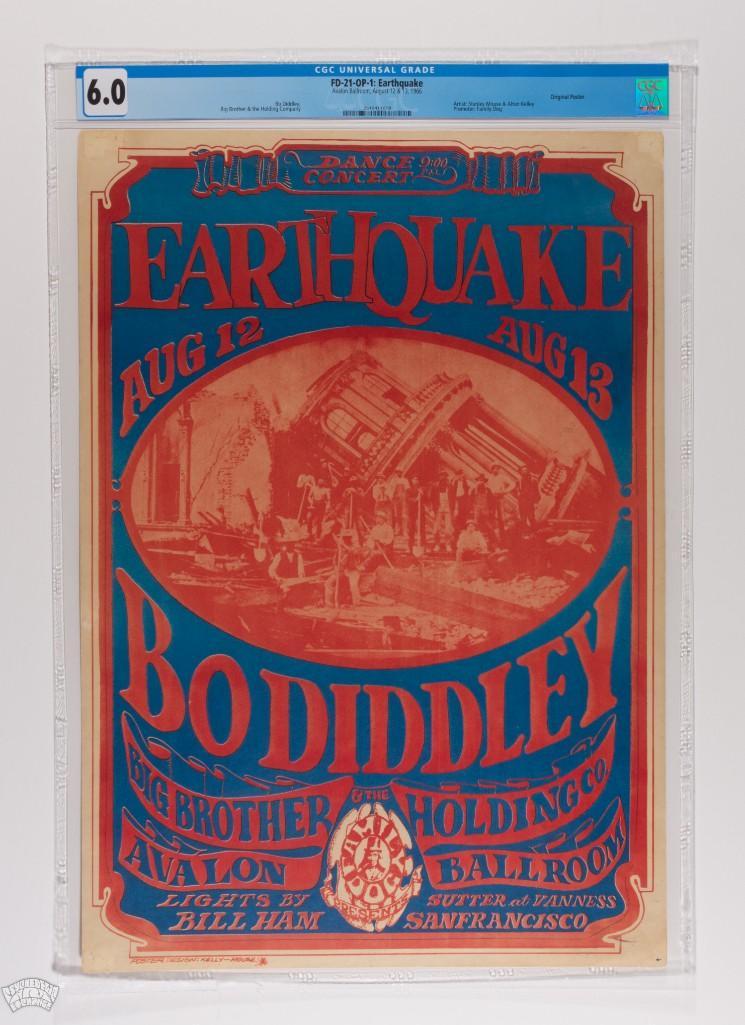 CGC UNIVERSAL GRADE
6.0
FD-21-OP-1: Earthquake
Avalon Ballroom, August 12 & 13, 1966
Original Poster
Bo Diddley,
Big Brother & the Holding Company
Artist: Stanley Mouse & Alton Kelley
Promoter: Family Dog
CGC
DANCE
CONCERT
9:00
P.M.
EARTHQUAKE
AUG 12
AUG 13
BO DIDDLEY
BIG BROTHER & THE HOLDING CO.
AVALON BALLROOM
FAMILY
DOG
PRESENTS
LIGHTS BY
BILL HAM
SUTTER at VANNESS
SANFRANCISCO
POSTER DESIGN: KELLY-MOUSE